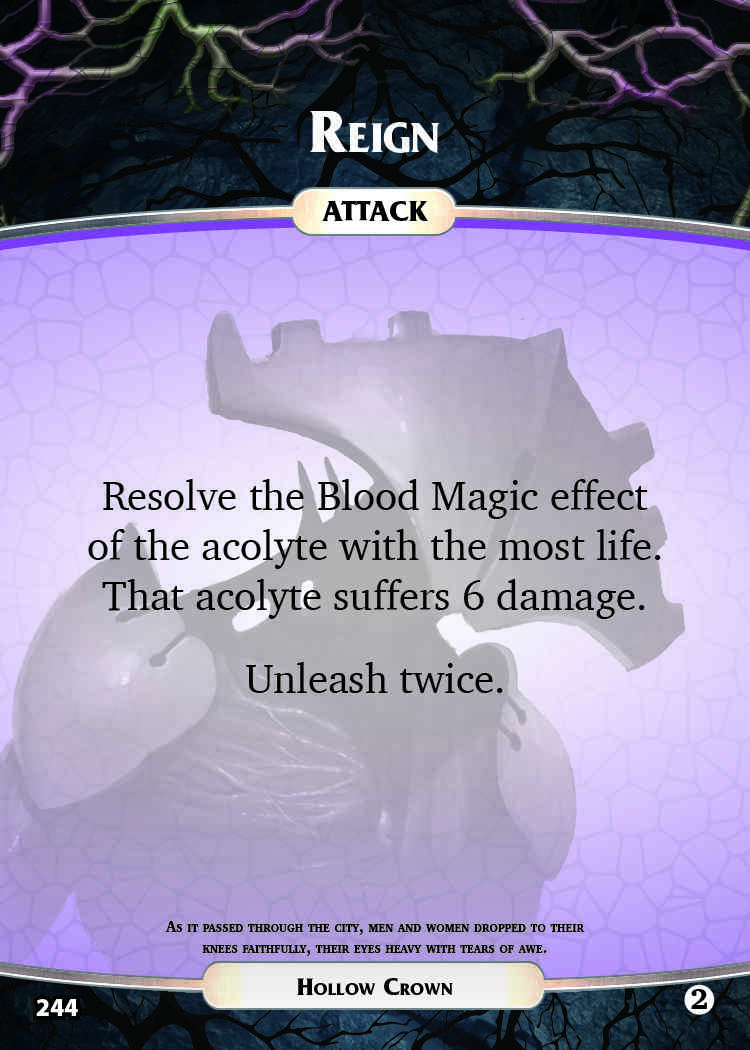 Reign
ATTACK
Resolve the Blood Magic effect
of the acolyte with the most life.
That acolyte suffers 6 damage.
Unleash twice.
As it passed through the city, men and women dropped to their
knees faithfully, their eyes heavy with tears of awe.
Hollow Crown
244
2